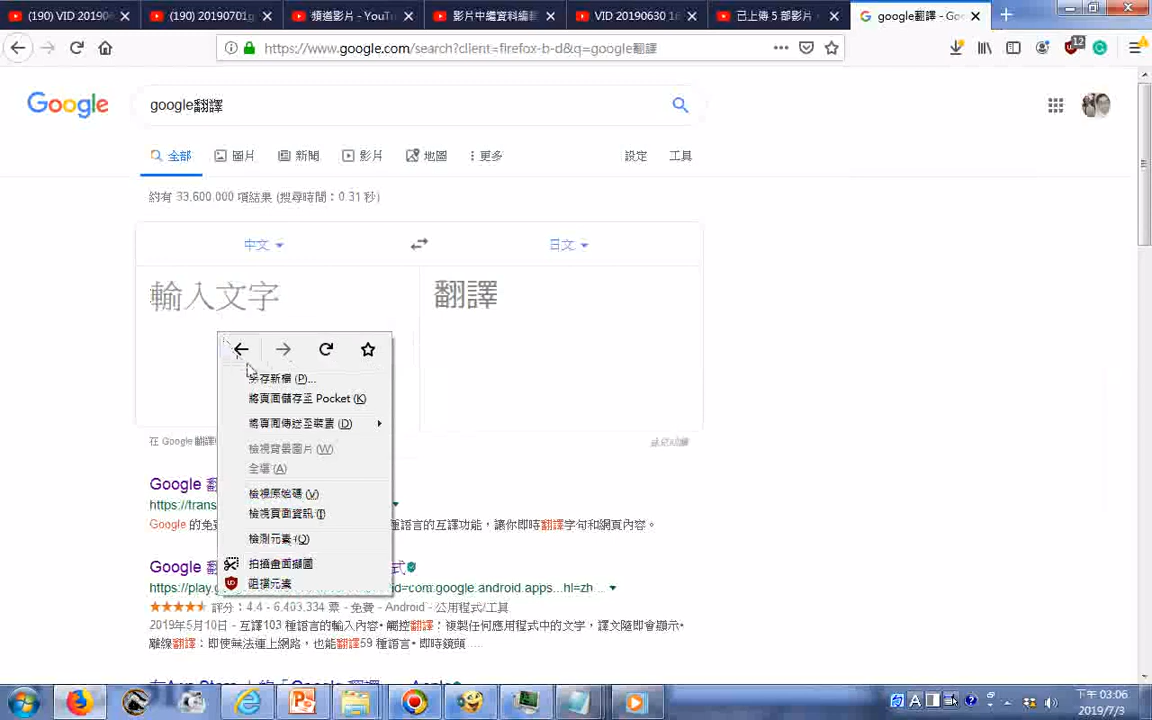 (190) VID 20190
(190) 20190701g
頻道影片 - YouT
影片中繼資料編輯
VID 20190630 1
已上傳 5 部影片
google翻譯 - Goo
https://www.google.com/search?client=firefox-b-d&q=google翻譯
12
Google
google翻譯
全部
圖片
新聞
影片
地圖
更多
設定
工具
約有 33,600,000 項結果 (搜尋時間：0.31 秒)
中文
日文
輸入文字
翻譯
另存新檔 (P)...
將頁面儲存至 Pocket (K)
將頁面傳送至裝置 (D)
檢視背景圖片 (W)
全選 (A)
檢視原始碼 (V)
檢視頁面資訊 (I)
檢測元素 (Q)
拍攝畫面擷圖
阻擋元素
在 Google 翻譯
Google
https://trans
Google 的免 種語言的互譯功能，讓你即時翻譯字句和網頁內容。
Google 式
https://play.g id=com.google.android.apps...hl=zh...
評分：4.4 - 6,403,334 票 - 免費 - Android - 公用程式/工具
2019年5月10日 - 互譯103 種語言的輸入內容• 觸控翻譯：複製任何應用程式中的文字，譯文隨即會顯示•
離線翻譯：即使無法連上網路，也能翻譯59 種語言• 即時鏡頭 ...
下午 03:06
2019/7/3